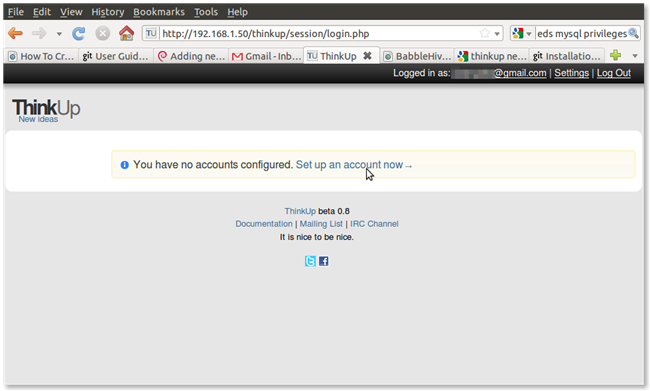 File Edit View History Bookmarks Tools Help
TU http://192.168.1.50/thinkup/session/login.php eds mysql privileges
How To Cr... git User Guid... Adding ne... Gmail - Inb... TU ThinkUp BabbleHiv... thinkup ne... git Installatio...
Logged in as: @gmail.com | Settings | Log Out
ThinkUp
New ideas
You have no accounts configured. Set up an account now→
ThinkUp beta 0.8
Documentation | Mailing List | IRC Channel
It is nice to be nice.